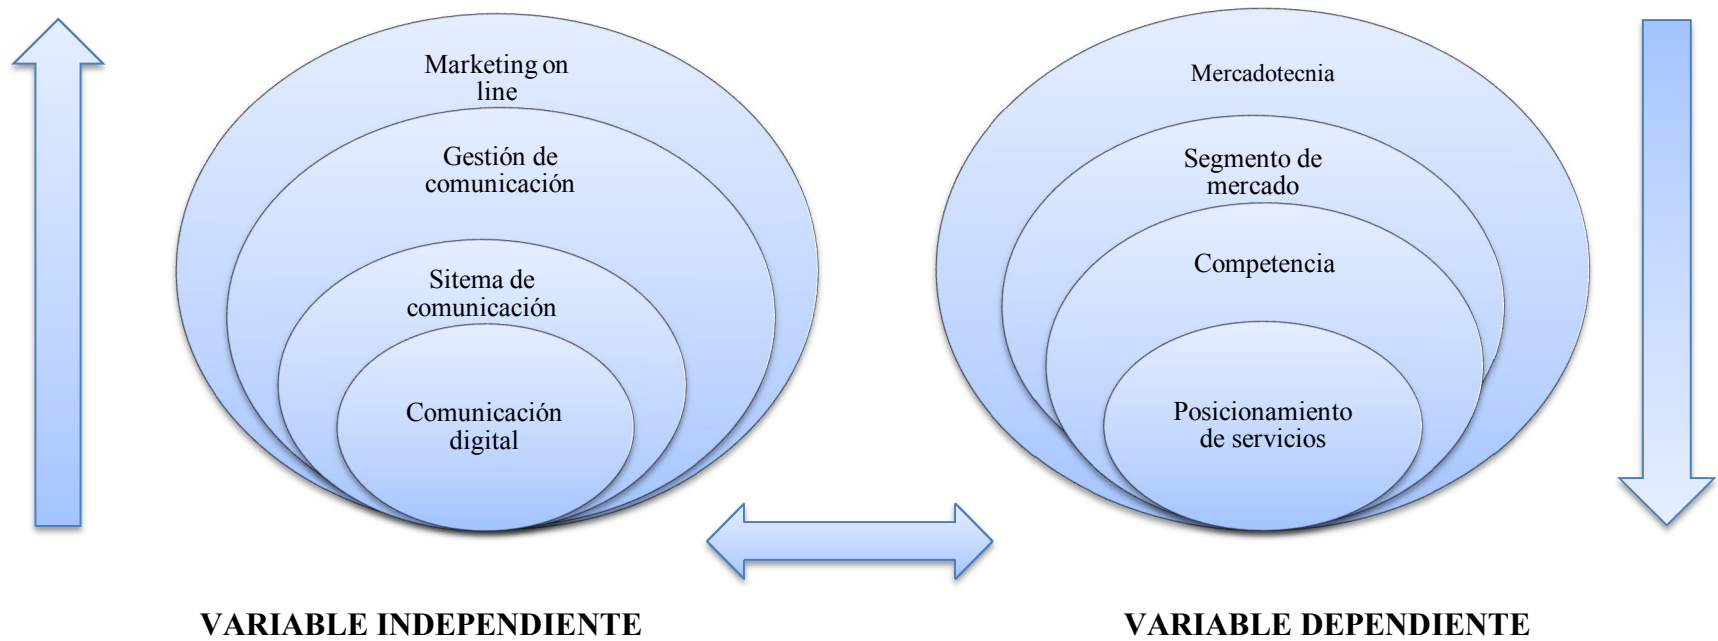 Marketing on
line
Gestión de
comunicación
Sitema de
comunicación
Comunicación
digital
Mercadotecnia
Segmento de
mercado
Competencia
Posicionamiento
de servicios
VARIABLE INDEPENDIENTE
VARIABLE DEPENDIENTE